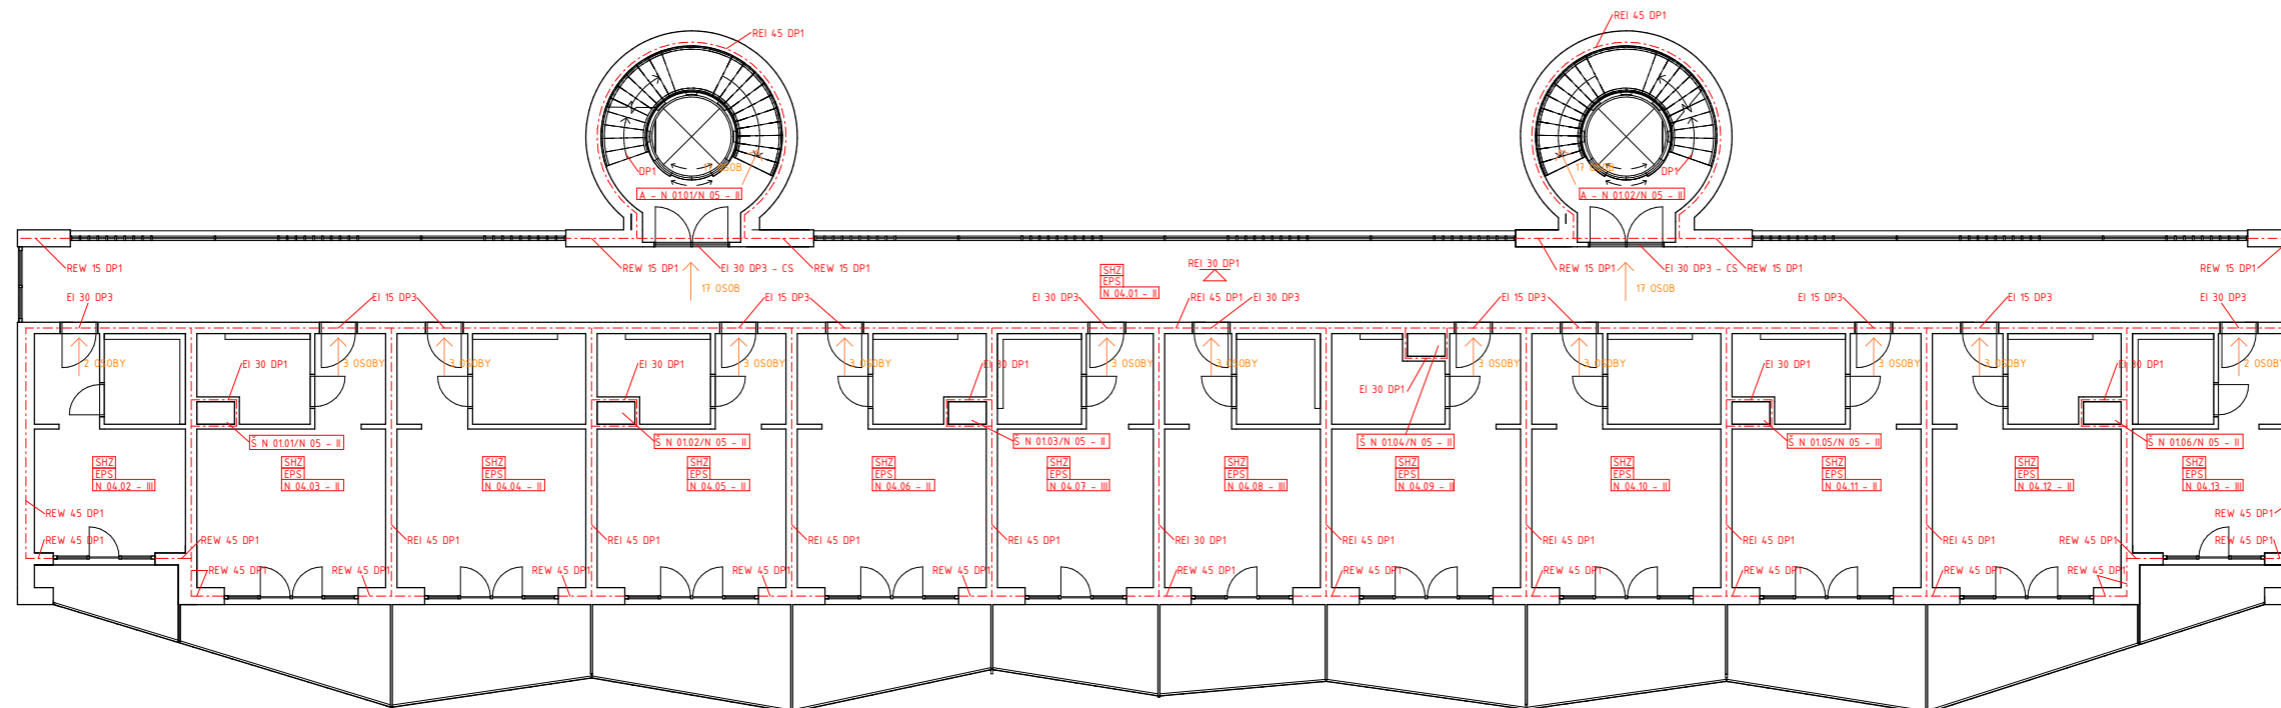 REI 45 DP1
REI 45 DP1
DP1
17 OSOB
17 OSOB
DP1
A - N 01.01/N 05 - II
A - N 01.02/N 05 - II
REW 15 DP1
REW 15 DP1
EI 30 DP3 - CS
REW 15 DP1
REI 30 DP1
REW 15 DP1
EI 30 DP3 - CS
REW 15 DP1
REW 15 DP1
SHZ
EPS
N 04.01 - II
17 OSOB
17 OSOB
EI 30 DP3
EI 15 DP3
EI 15 DP3
EI 30 DP3
REI 45 DP1
EI 30 DP3
EI 15 DP3
EI 15 DP3
EI 15 DP3
EI 30 DP3
2 OSOBY
3 OSOBY
3 OSOBY
3 OSOBY
3 OSOBY
3 OSOBY
3 OSOBY
3 OSOBY
3 OSOBY
3 OSOBY
3 OSOBY
2 OSOBY
EI 30 DP1
EI 30 DP1
EI 30 DP1
EI 30 DP1
EI 30 DP1
EI 30 DP1
Š N 01.01/N 05 - II
Š N 01.02/N 05 - II
Š N 01.03/N 05 - II
Š N 01.04/N 05 - II
Š N 01.05/N 05 - II
Š N 01.06/N 05 - II
SHZ
EPS
N 04.02 - III
SHZ
EPS
N 04.03 - II
SHZ
EPS
N 04.04 - II
SHZ
EPS
N 04.05 - II
SHZ
EPS
N 04.06 - II
SHZ
EPS
N 04.07 - III
SHZ
EPS
N 04.08 - III
SHZ
EPS
N 04.09 - II
SHZ
EPS
N 04.10 - II
SHZ
EPS
N 04.11 - II
SHZ
EPS
N 04.12 - II
SHZ
EPS
N 04.13 - III
REW 45 DP1
REW 45 DP1
REW 45 DP1
REW 45 DP1
REI 45 DP1
REI 45 DP1
REI 45 DP1
REI 45 DP1
REI 30 DP1
REI 45 DP1
REI 45 DP1
REI 45 DP1
REI 45 DP1
REW 45 DP1
REW 45 DP1
REW 45 DP1
REW 45 DP1
REW 45 DP1
REW 45 DP1
REW 45 DP1
REW 45 DP1
REW 45 DP1
REW 45 DP1
REW 45 DP1
REW 45 DP1
REW 45 DP1
REW 45 DP1